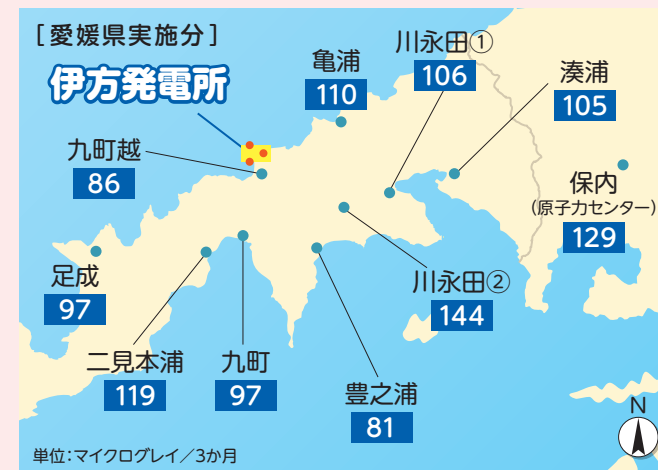 [愛媛県実施分]
伊方発電所
亀浦
110
川永田①
106
湊浦
105
九町越
86
保内
(原子力センター)
129
足成
97
川永田②
144
二見本浦
119
九町
97
豊之浦
81
N
単位:マイクログレイ/3か月